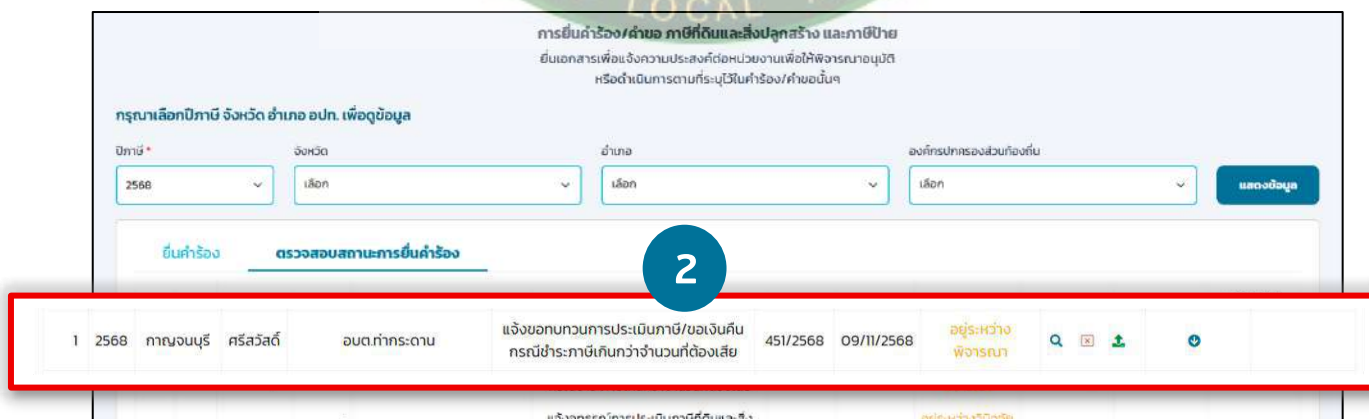 LOCAL
การยื่นคำร้อง/คำขอ ภาษีที่ดินและสิ่งปลูกสร้าง และภาษีป้าย
ยื่นเอกสารเพื่อแจ้งความประสงค์ต่อหน่วยงานเพื่อให้พิจารณาอนุมัติ
หรือดำเนินการตามที่ระบุไว้ในคำร้อง/คำขอนั้นๆ
กรุณาเลือกปีภาษี จังหวัด อำเภอ อปท. เพื่อดูข้อมูล
ปีภาษี * จังหวัด อำเภอ องค์กรปกครองส่วนท้องถิ่น
2568 เลือก เลือก เลือก แสดงข้อมูล
ยื่นคำร้อง ตรวจสอบสถานะการยื่นคำร้อง
2
1 2568 กาญจนบุรี ศรีสวัสดิ์ อบต.ท่ากระดาน แจ้งขอทบทวนการประเมินภาษี/ขอเงินคืน 451/2568 09/11/2568 อยู่ระหว่าง
กรณีชำระภาษีเกินกว่าจำนวนที่ต้องเสีย พิจารณา